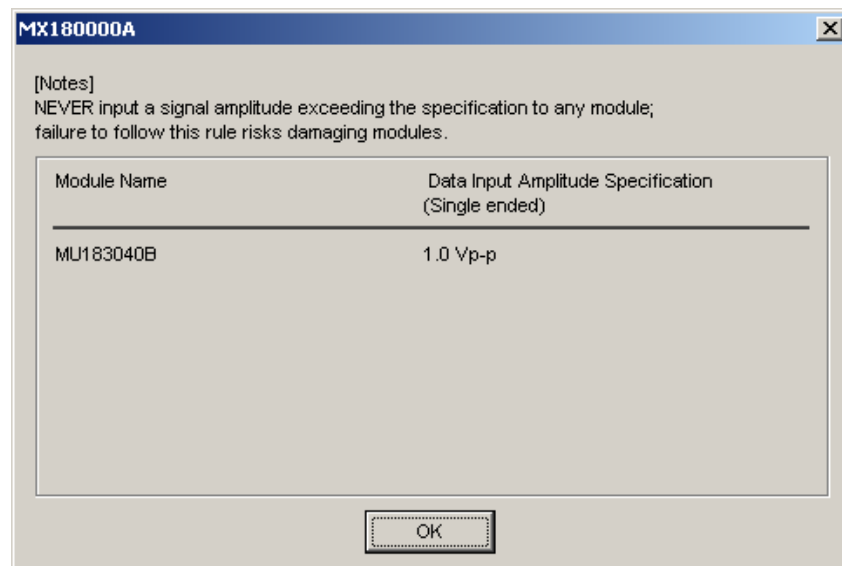 MX180000A
[Notes]
NEVER input a signal amplitude exceeding the specification to any module;
failure to follow this rule risks damaging modules.
Module Name Data Input Amplitude Specification
(Single ended)
MU183040B 1.0 Vp-p
OK